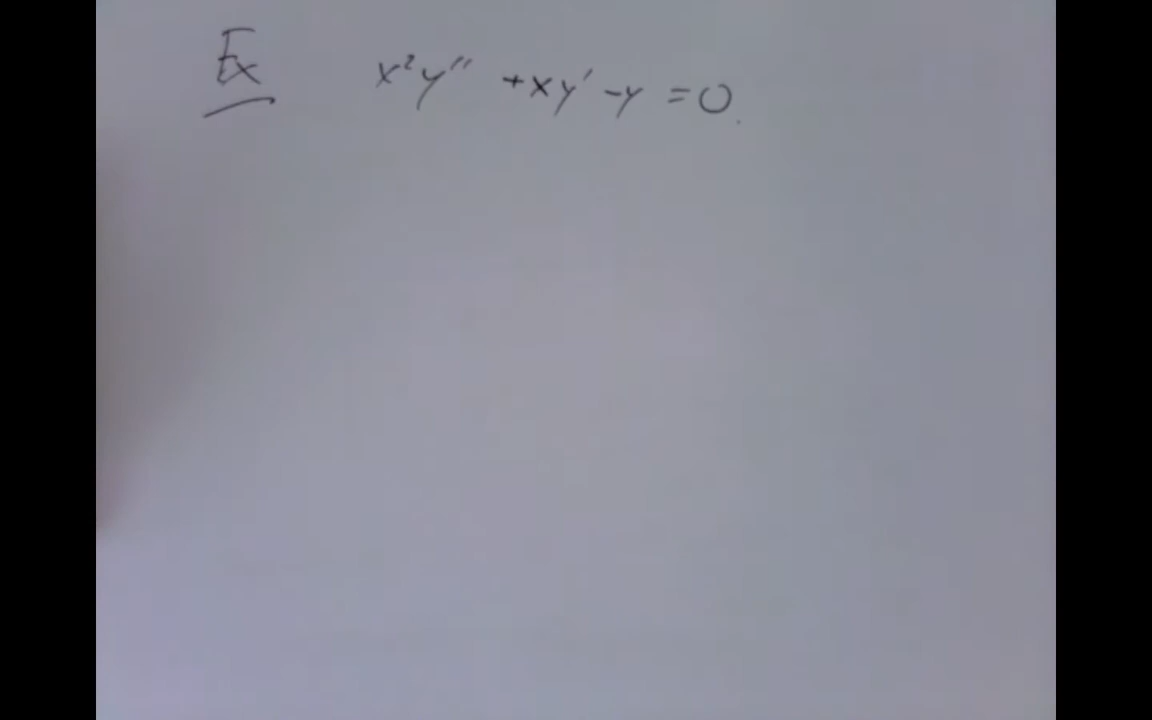 Ex x²y″ + xy′ - y = 0.